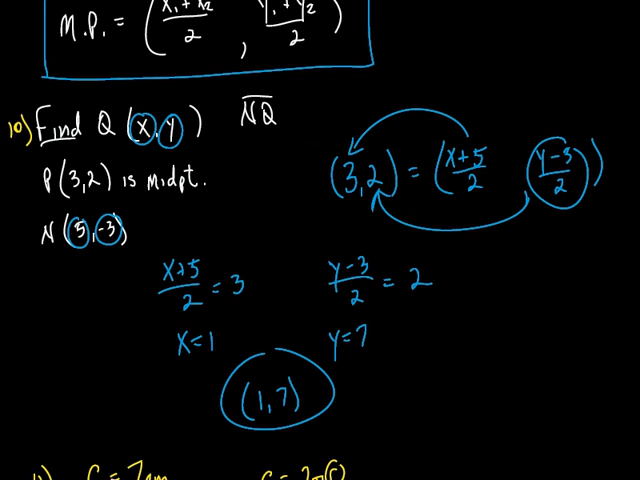 M.P. = (x₁ + x₂ / 2 , y₁ + y₂ / 2)
10) Find Q (x, y) NQ
P(3,2) is midpt.
(3,2) = (x+5 / 2 y-3 / 2)
N(5,-3)
x+5 / 2 = 3 y-3 / 2 = 2
x=1 y=7
(1,7)